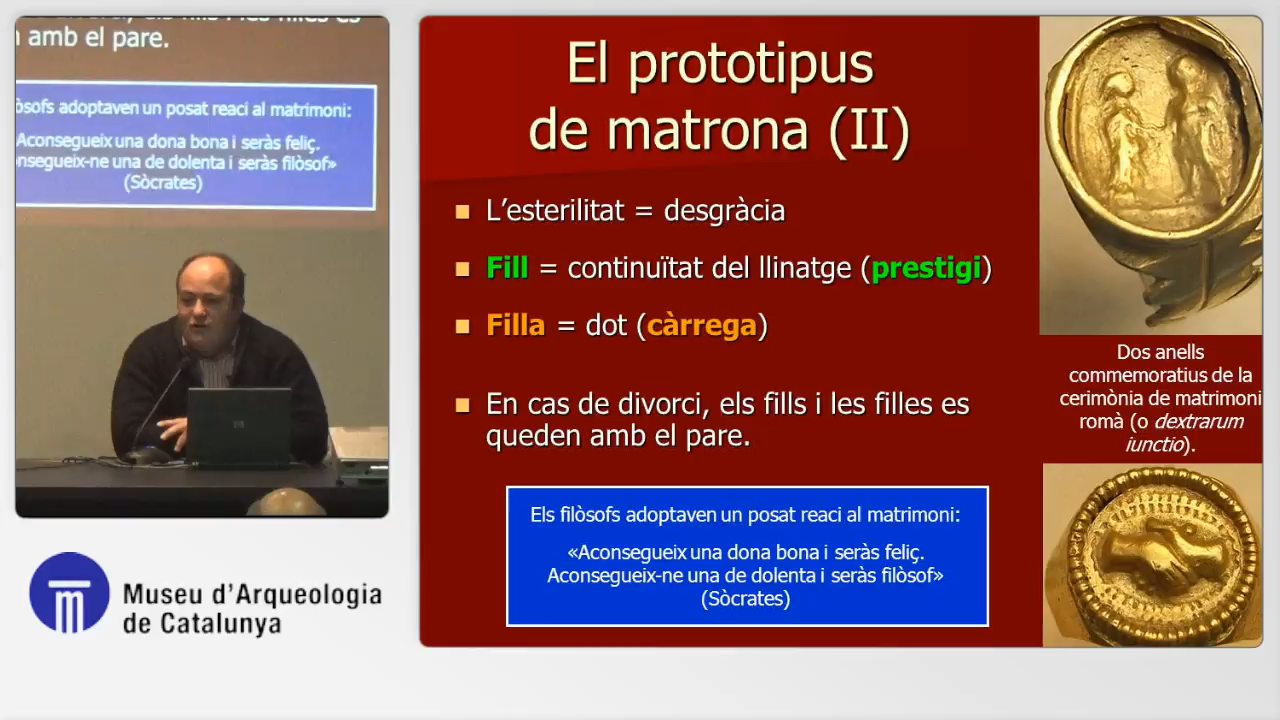 amb el pare.
filòsofs adoptaven un posat reaci al matrimoni:
Aconsegueix una dona bona i seràs feliç.
una de dolenta i seràs filòsof»
(Sòcrates)
Museu d'Arqueologia
de Catalunya
El prototipus
de matrona (II)
L'esterilitat = desgràcia
Fill = continuïtat del llinatge (prestigi)
Filla = dot (càrrega)
En cas de divorci, els fills i les filles es
queden amb el pare.
Els filòsofs adoptaven un posat reaci al matrimoni:
«Aconsegueix una dona bona i seràs feliç.
Aconsegueix-ne una de dolenta i seràs filòsof»
(Sòcrates)
Dos anells
commemoratius de la
cerimònia de matrimoni
romà (o dextrarum
iunctio).